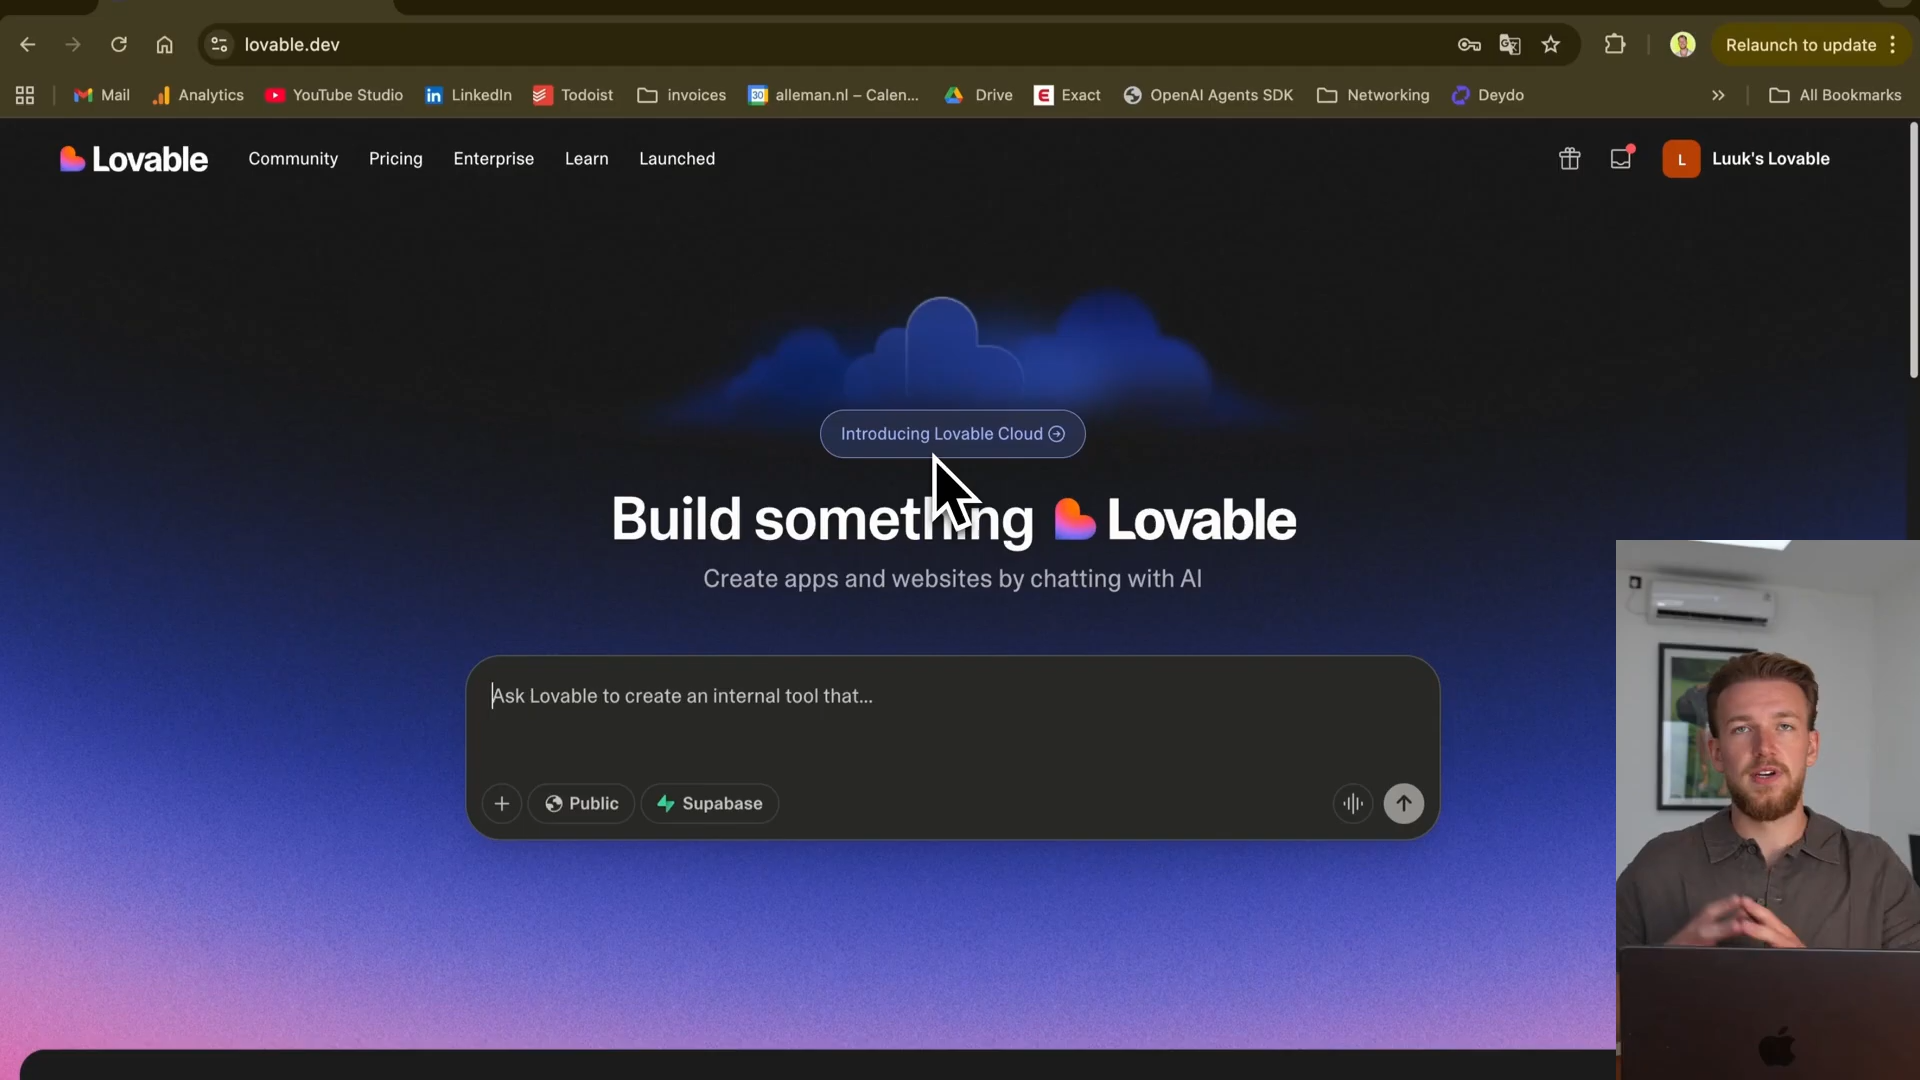 lovable.dev
Relaunch to update
Mail
Analytics
YouTube Studio
LinkedIn
Todoist
invoices
30
alleman.nl – Calen...
Drive
Exact
OpenAI Agents SDK
Networking
Deydo
All Bookmarks
Lovable
Community
Pricing
Enterprise
Learn
Launched
L
Luuk's Lovable
Introducing Lovable Cloud
Build something Lovable
Create apps and websites by chatting with AI
Ask Lovable to create an internal tool that...
Public
Supabase